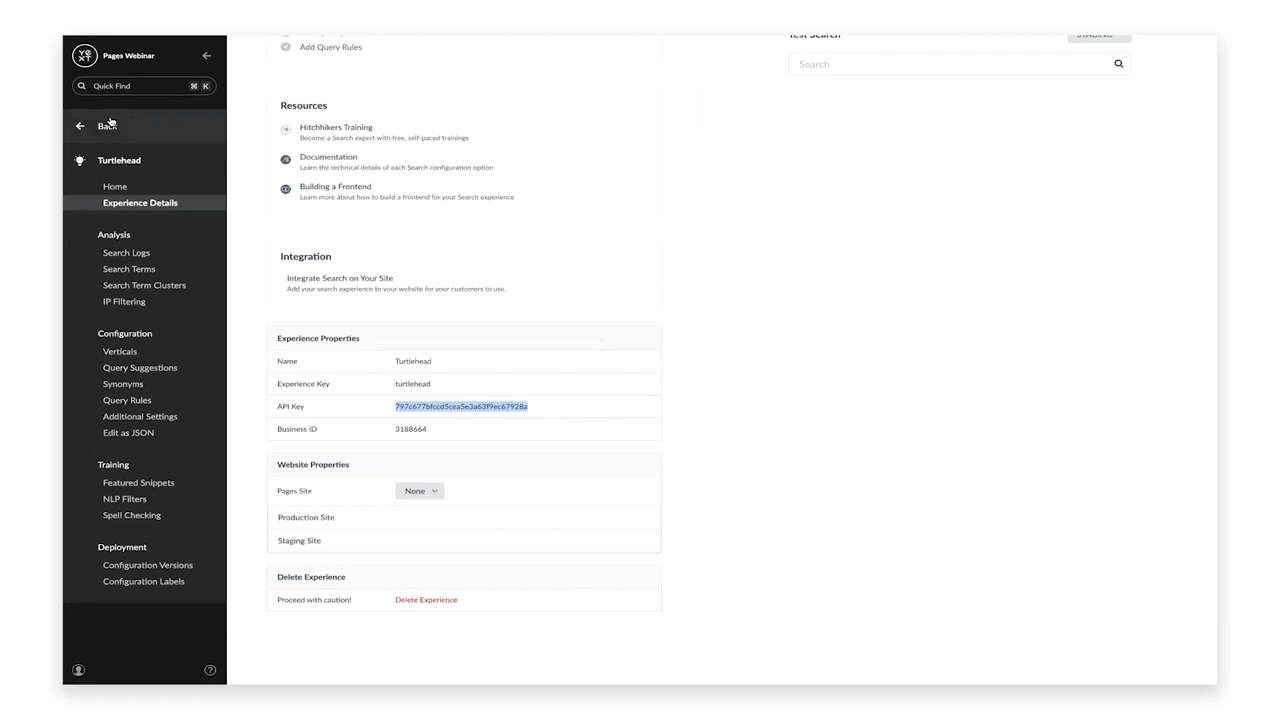 yext
Pages Webinar
Quick Find
⌘ K
Back
Turtlehead
Home
Experience Details
Analysis
Search Logs
Search Terms
Search Term Clusters
IP Filtering
Configuration
Verticals
Query Suggestions
Synonyms
Query Rules
Additional Settings
Edit as JSON
Training
Featured Snippets
NLP Filters
Spell Checking
Deployment
Configuration Versions
Configuration Labels
Add Query Rules
Resources
Hitchhikers Training
Become a Search expert with free, self-paced trainings
Documentation
Learn the technical details of each Search configuration option
Building a Frontend
Learn more about how to build a frontend for your Search experience
Integration
Integrate Search on Your Site
Add your search experience to your website for your customers to use.
Experience Properties
Name Turtlehead
Experience Key turtlehead
API Key 797c677bfccd5cea5e3a63f9ec67928a
Business ID 3188664
Website Properties
Pages Site None
Production Site
Staging Site
Delete Experience
Proceed with caution! Delete Experience
Test Search STAGING
Search